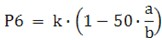 P6 = k·(1 − 50·a/b)